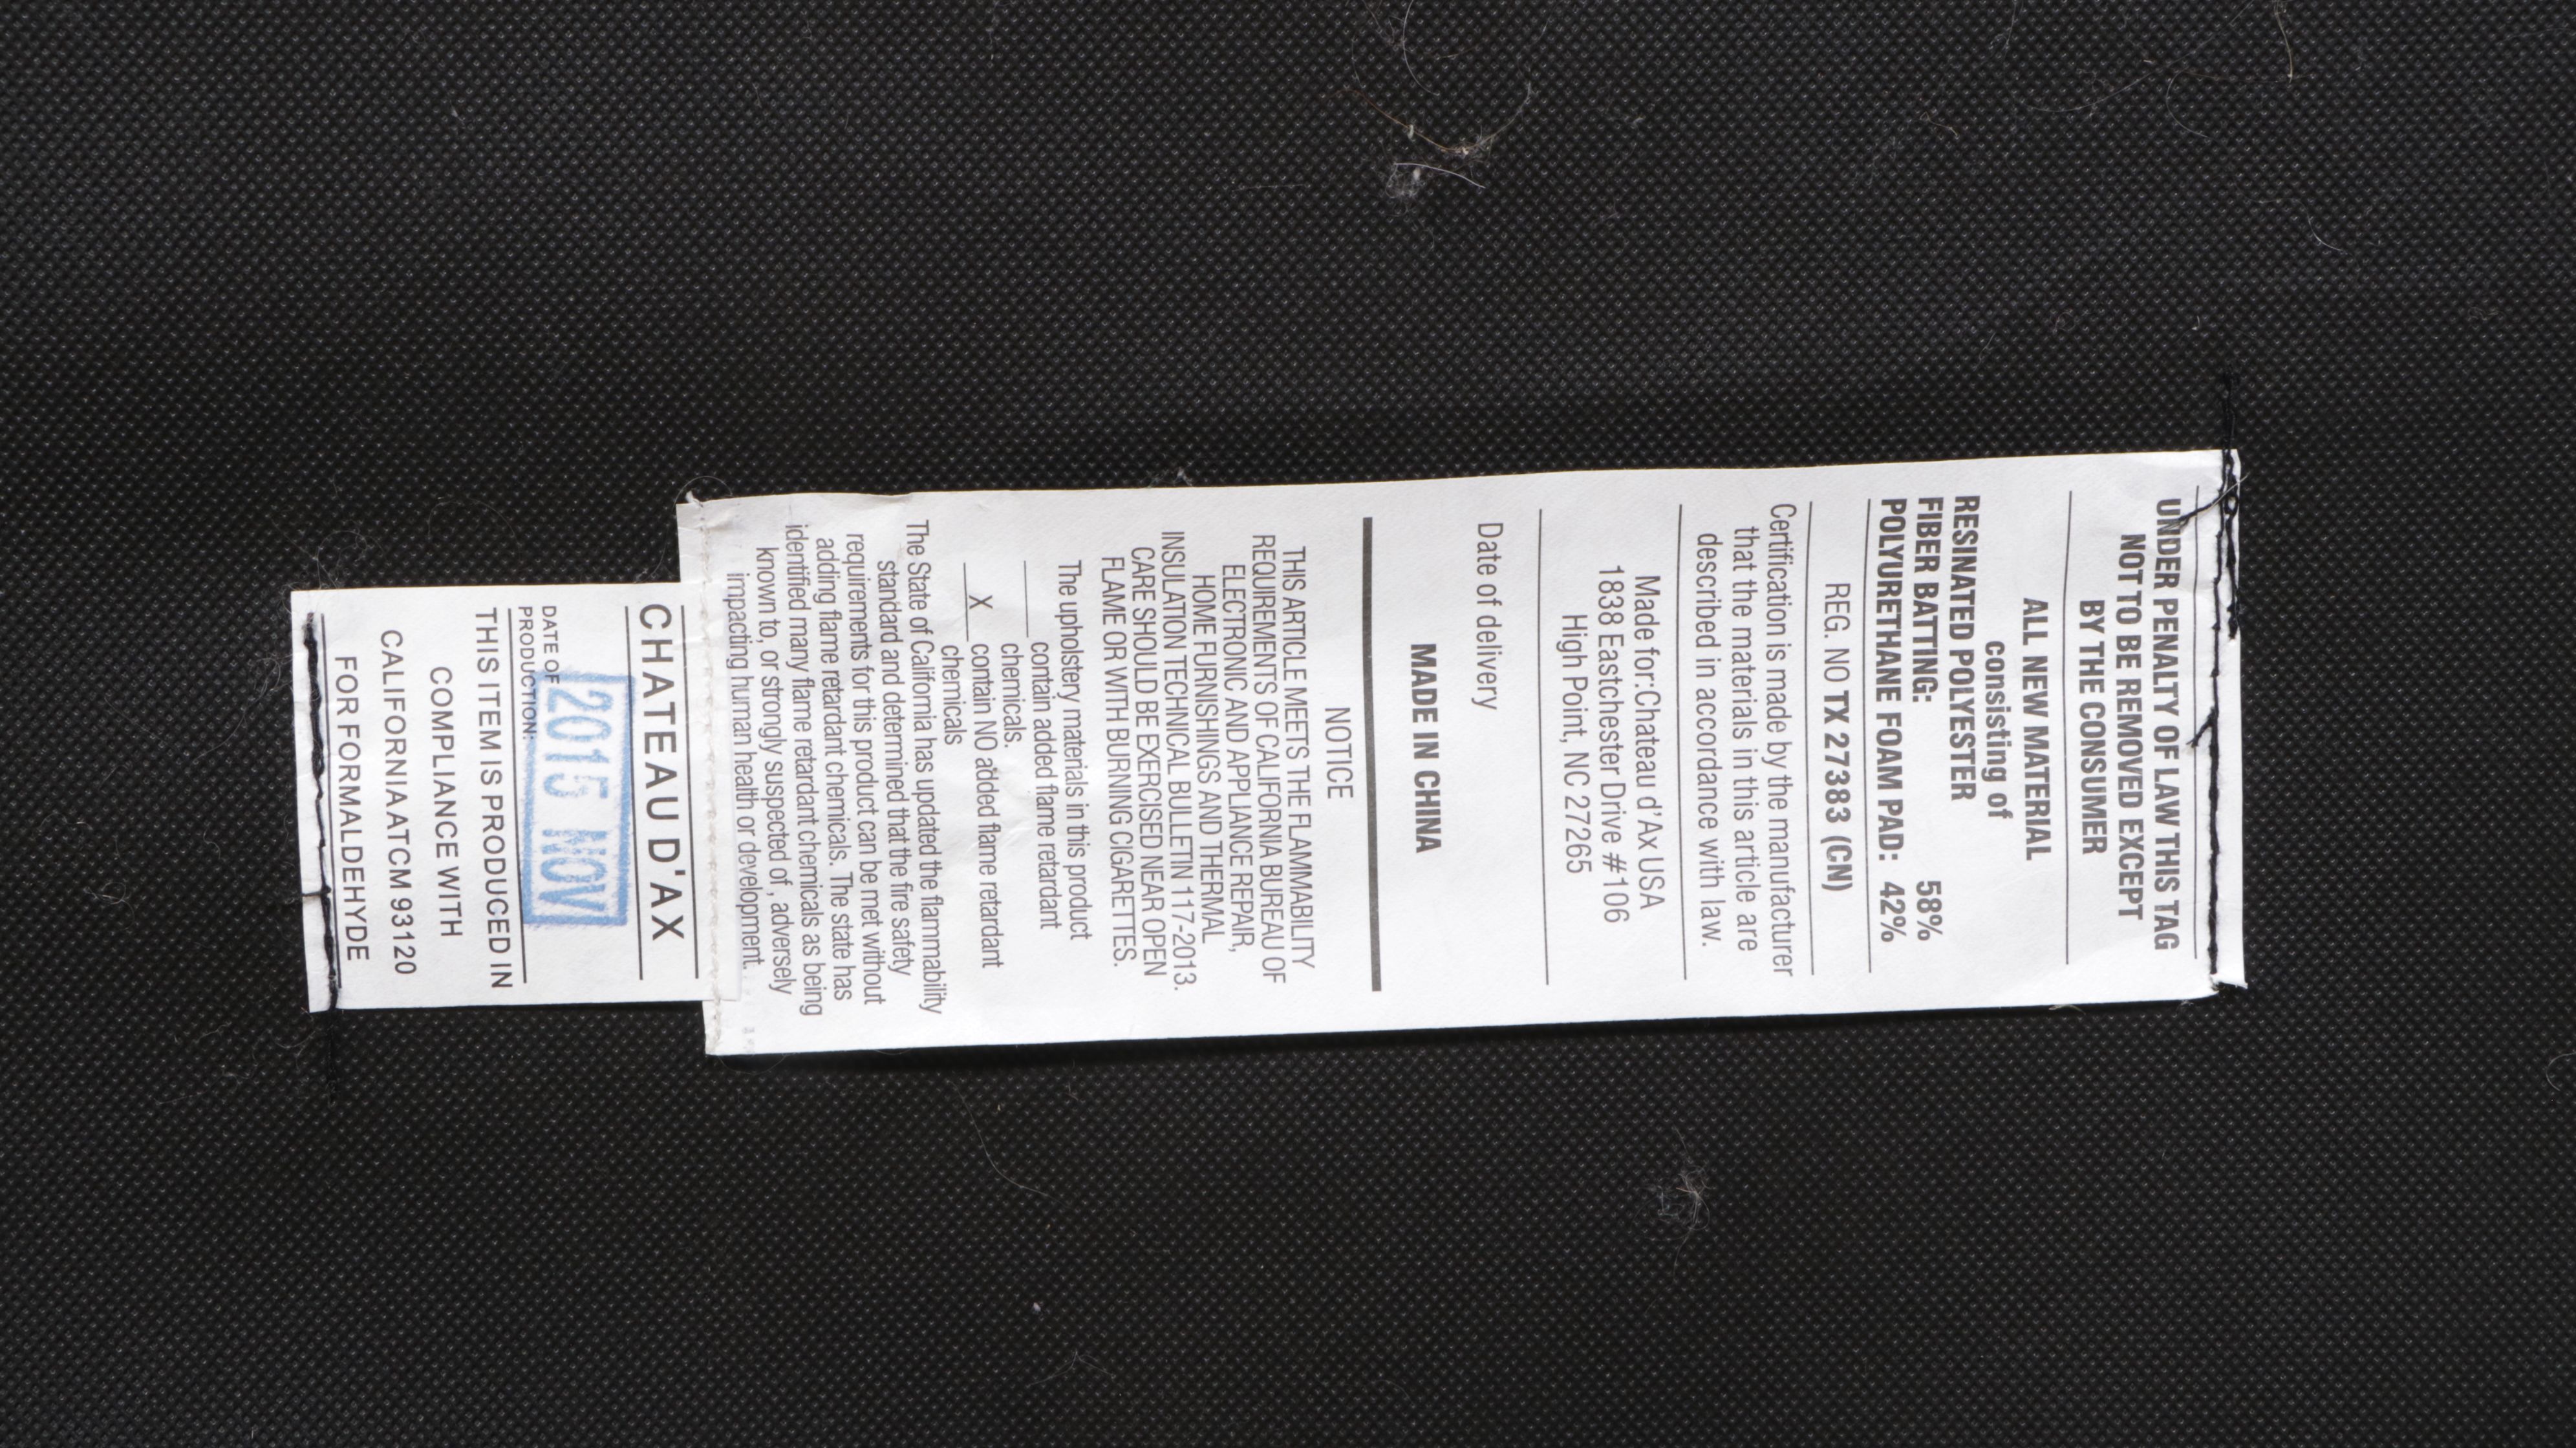 UNDER PENALTY OF LAW THIS TAG
NOT TO BE REMOVED EXCEPT
BY THE CONSUMER
ALL NEW MATERIAL
consisting of
RESINATED POLYESTER
FIBER BATTING: 58%
POLYURETHANE FOAM PAD: 42%
REG. NO TX 27383 (CN)
Certification is made by the manufacturer
that the materials in this article are
described in accordance with law.
Made for:Chateau d'Ax USA
1838 Eastchester Drive #106
High Point, NC 27265
Date of delivery
MADE IN CHINA
NOTICE
THIS ARTICLE MEETS THE FLAMMABILITY
REQUIREMENTS OF CALIFORNIA BUREAU OF
ELECTRONIC AND APPLIANCE REPAIR,
HOME FURNISHINGS AND THERMAL
INSULATION TECHNICAL BULLETIN 117-2013.
CARE SHOULD BE EXERCISED NEAR OPEN
FLAME OR WITH BURNING CIGARETTES.
The upholstery materials in this product
contain added flame retardant
chemicals.
X contain NO added flame retardant
chemicals
The State of California has updated the flammability
standard and determined that the fire safety
requirements for this product can be met without
adding flame retardant chemicals. The state has
identified many flame retardant chemicals as being
known to, or strongly suspected of , adversely
impacting human health or development.
CHATEAU D'AX
2015 NOV
DATE OF
PRODUCTION:
THIS ITEM IS PRODUCED IN
COMPLIANCE WITH
CALIFORNIA ATCM 93120
FOR FORMALDEHYDE